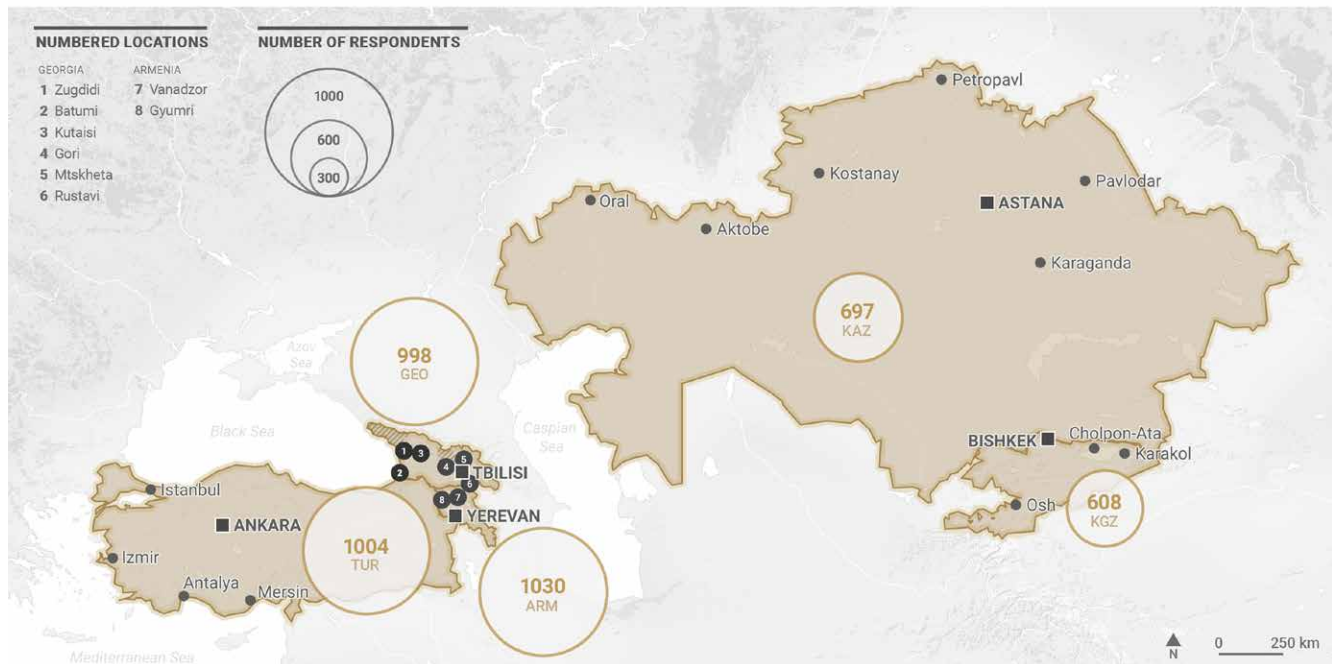 NUMBERED LOCATIONS
GEORGIA
1 Zugdidi
2 Batumi
3 Kutaisi
4 Gori
5 Mtskheta
6 Rustavi
ARMENIA
7 Vanadzor
8 Gyumri
NUMBER OF RESPONDENTS
1000
600
300
Petropavl
Kostanay
Pavlodar
Oral
ASTANA
Aktobe
Karaganda
697
KAZ
998
GEO
Azov
Sea
Black Sea
Caspian
Sea
BISHKEK
Cholpon-Ata
Karakol
Osh
608
KGZ
1
3
2
4
5
TBILISI
6
8
7
YEREVAN
Istanbul
ANKARA
Izmir
Antalya
Mersin
1004
TUR
1030
ARM
Mediterranean Sea
N
0 250 km